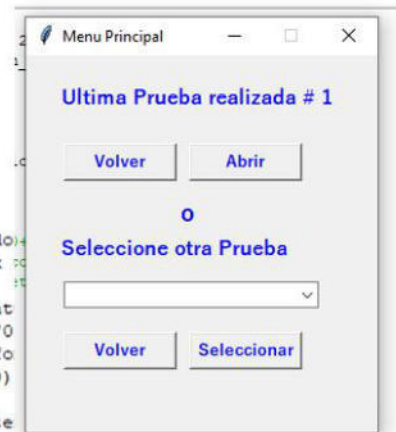 Menu Principal
Ultima Prueba realizada # 1
Volver Abrir
O
Seleccione otra Prueba
Volver Seleccionar